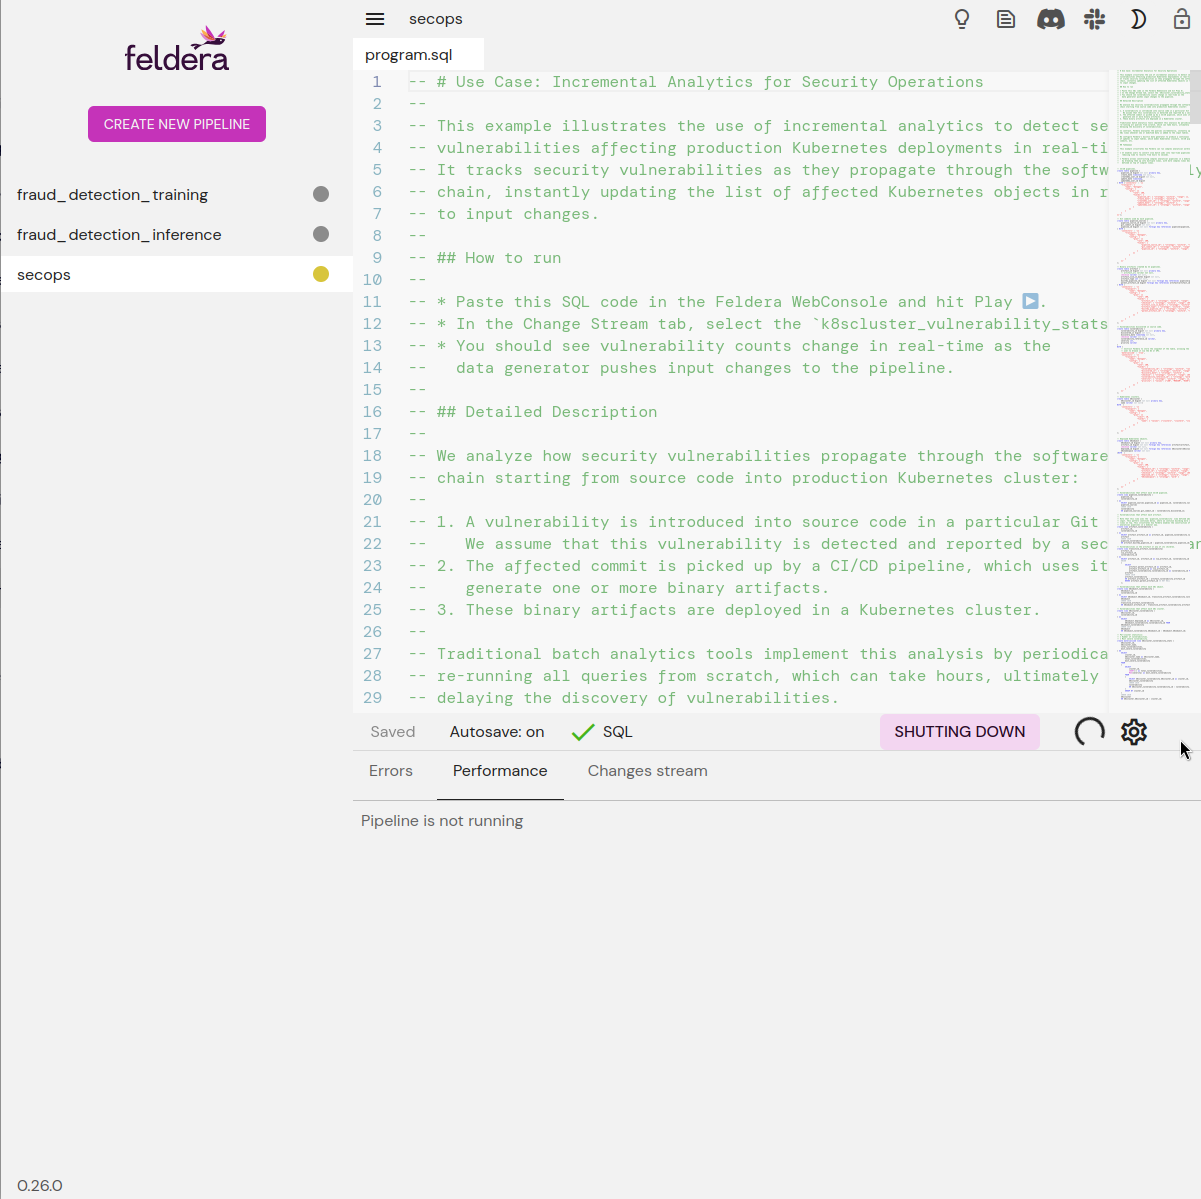 feldera
CREATE NEW PIPELINE
fraud_detection_training
fraud_detection_inference
secops
0.26.0
secops
program.sql
1 -- # Use Case: Incremental Analytics for Security Operations
2 --
3 -- This example illustrates the use of incremental analytics to detect se
4 -- vulnerabilities affecting production Kubernetes deployments in real-ti
5 -- It tracks security vulnerabilities as they propagate through the softw
6 -- chain, instantly updating the list of affected Kubernetes objects in r
7 -- to input changes.
8 --
9 -- ## How to run
10 --
11 -- * Paste this SQL code in the Feldera WebConsole and hit Play ▶️.
12 -- * In the Change Stream tab, select the `k8scluster_vulnerability_stats
13 -- * You should see vulnerability counts change in real-time as the
14 --   data generator pushes input changes to the pipeline.
15 --
16 -- ## Detailed Description
17 --
18 -- We analyze how security vulnerabilities propagate through the software
19 -- chain starting from source code into production Kubernetes cluster:
20 --
21 -- 1. A vulnerability is introduced into source code in a particular Git
22 --    We assume that this vulnerability is detected and reported by a sec
23 -- 2. The affected commit is picked up by a CI/CD pipeline, which uses it
24 --    generate one or more binary artifacts.
25 -- 3. These binary artifacts are deployed in a Kubernetes cluster.
26 --
27 -- Traditional batch analytics tools implement this analysis by periodica
28 -- re-running all queries from scratch, which can take hours, ultimately
29 -- delaying the discovery of vulnerabilities.
Saved Autosave: on SQL SHUTTING DOWN
Errors Performance Changes stream
Pipeline is not running